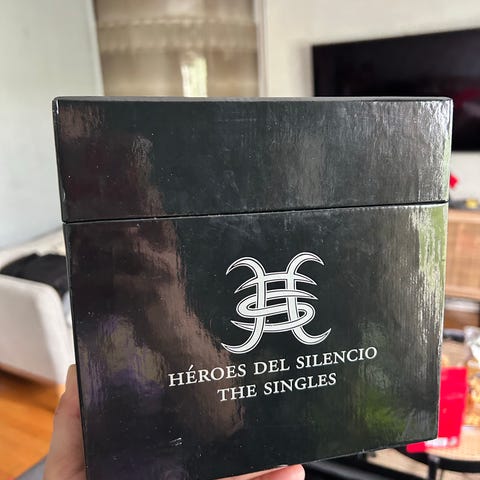 HÉROES DEL SILENCIO
THE SINGLES